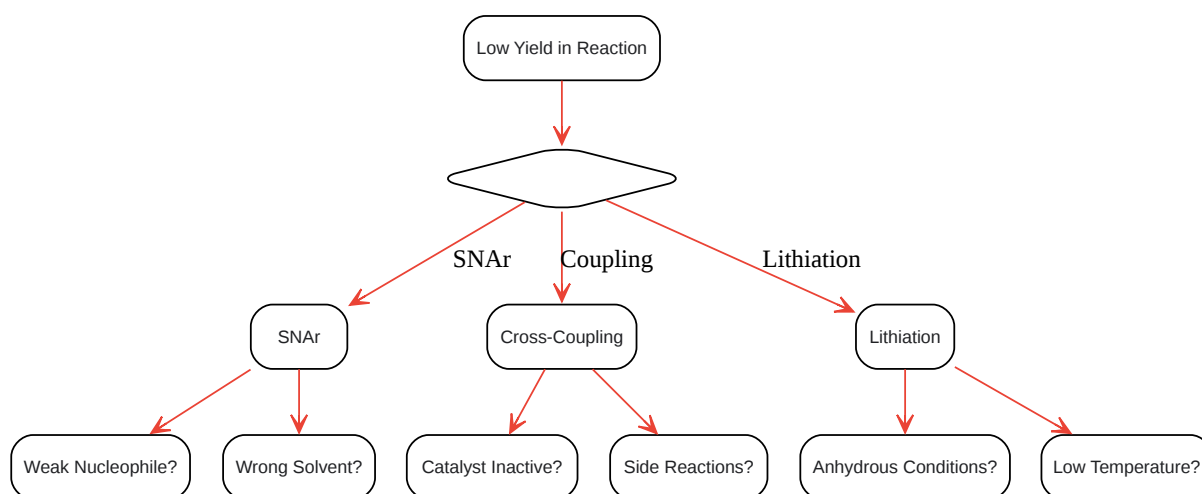 Low Yield in Reaction
SNAr
Coupling
Lithiation
SNAr
Cross-Coupling
Lithiation
Weak Nucleophile?
Wrong Solvent?
Catalyst Inactive?
Side Reactions?
Anhydrous Conditions?
Low Temperature?